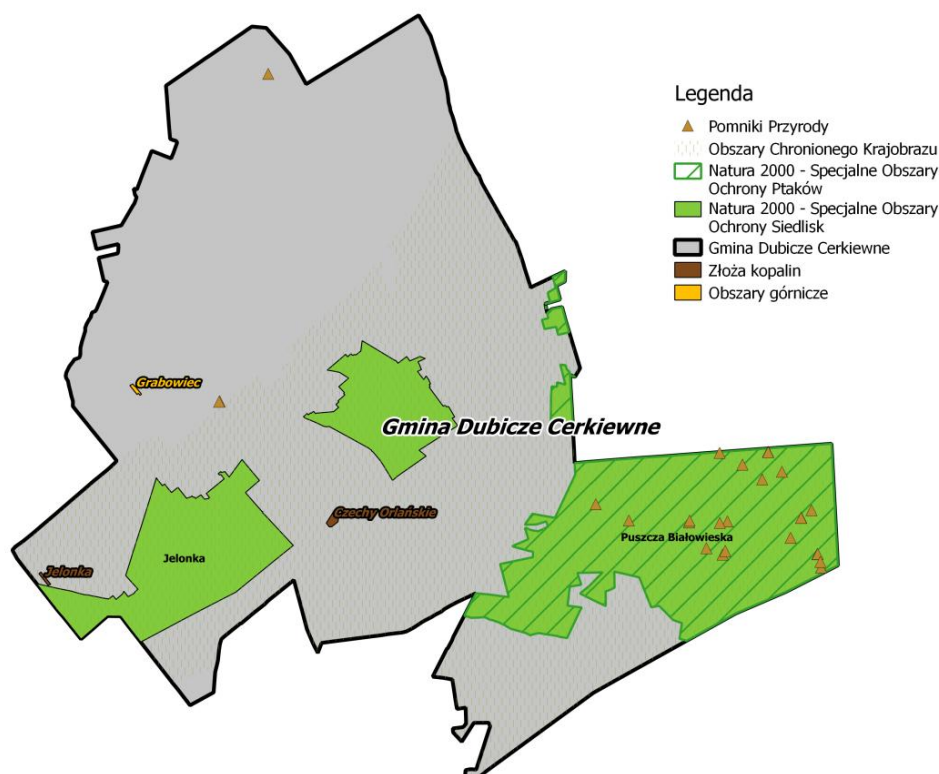 Legenda
Pomniki Przyrody
Obszary Chronionego Krajobrazu
Natura 2000 - Specjalne Obszary
Ochrony Ptaków
Natura 2000 - Specjalne Obszary
Ochrony Siedlisk
Gmina Dubicze Cerkiewne
Złoża kopalin
Obszary górnicze
Grabowiec
Gmina Dubicze Cerkiewne
Czechy Orlańskie
Puszcza Białowieska
Jelonka
Jelonka